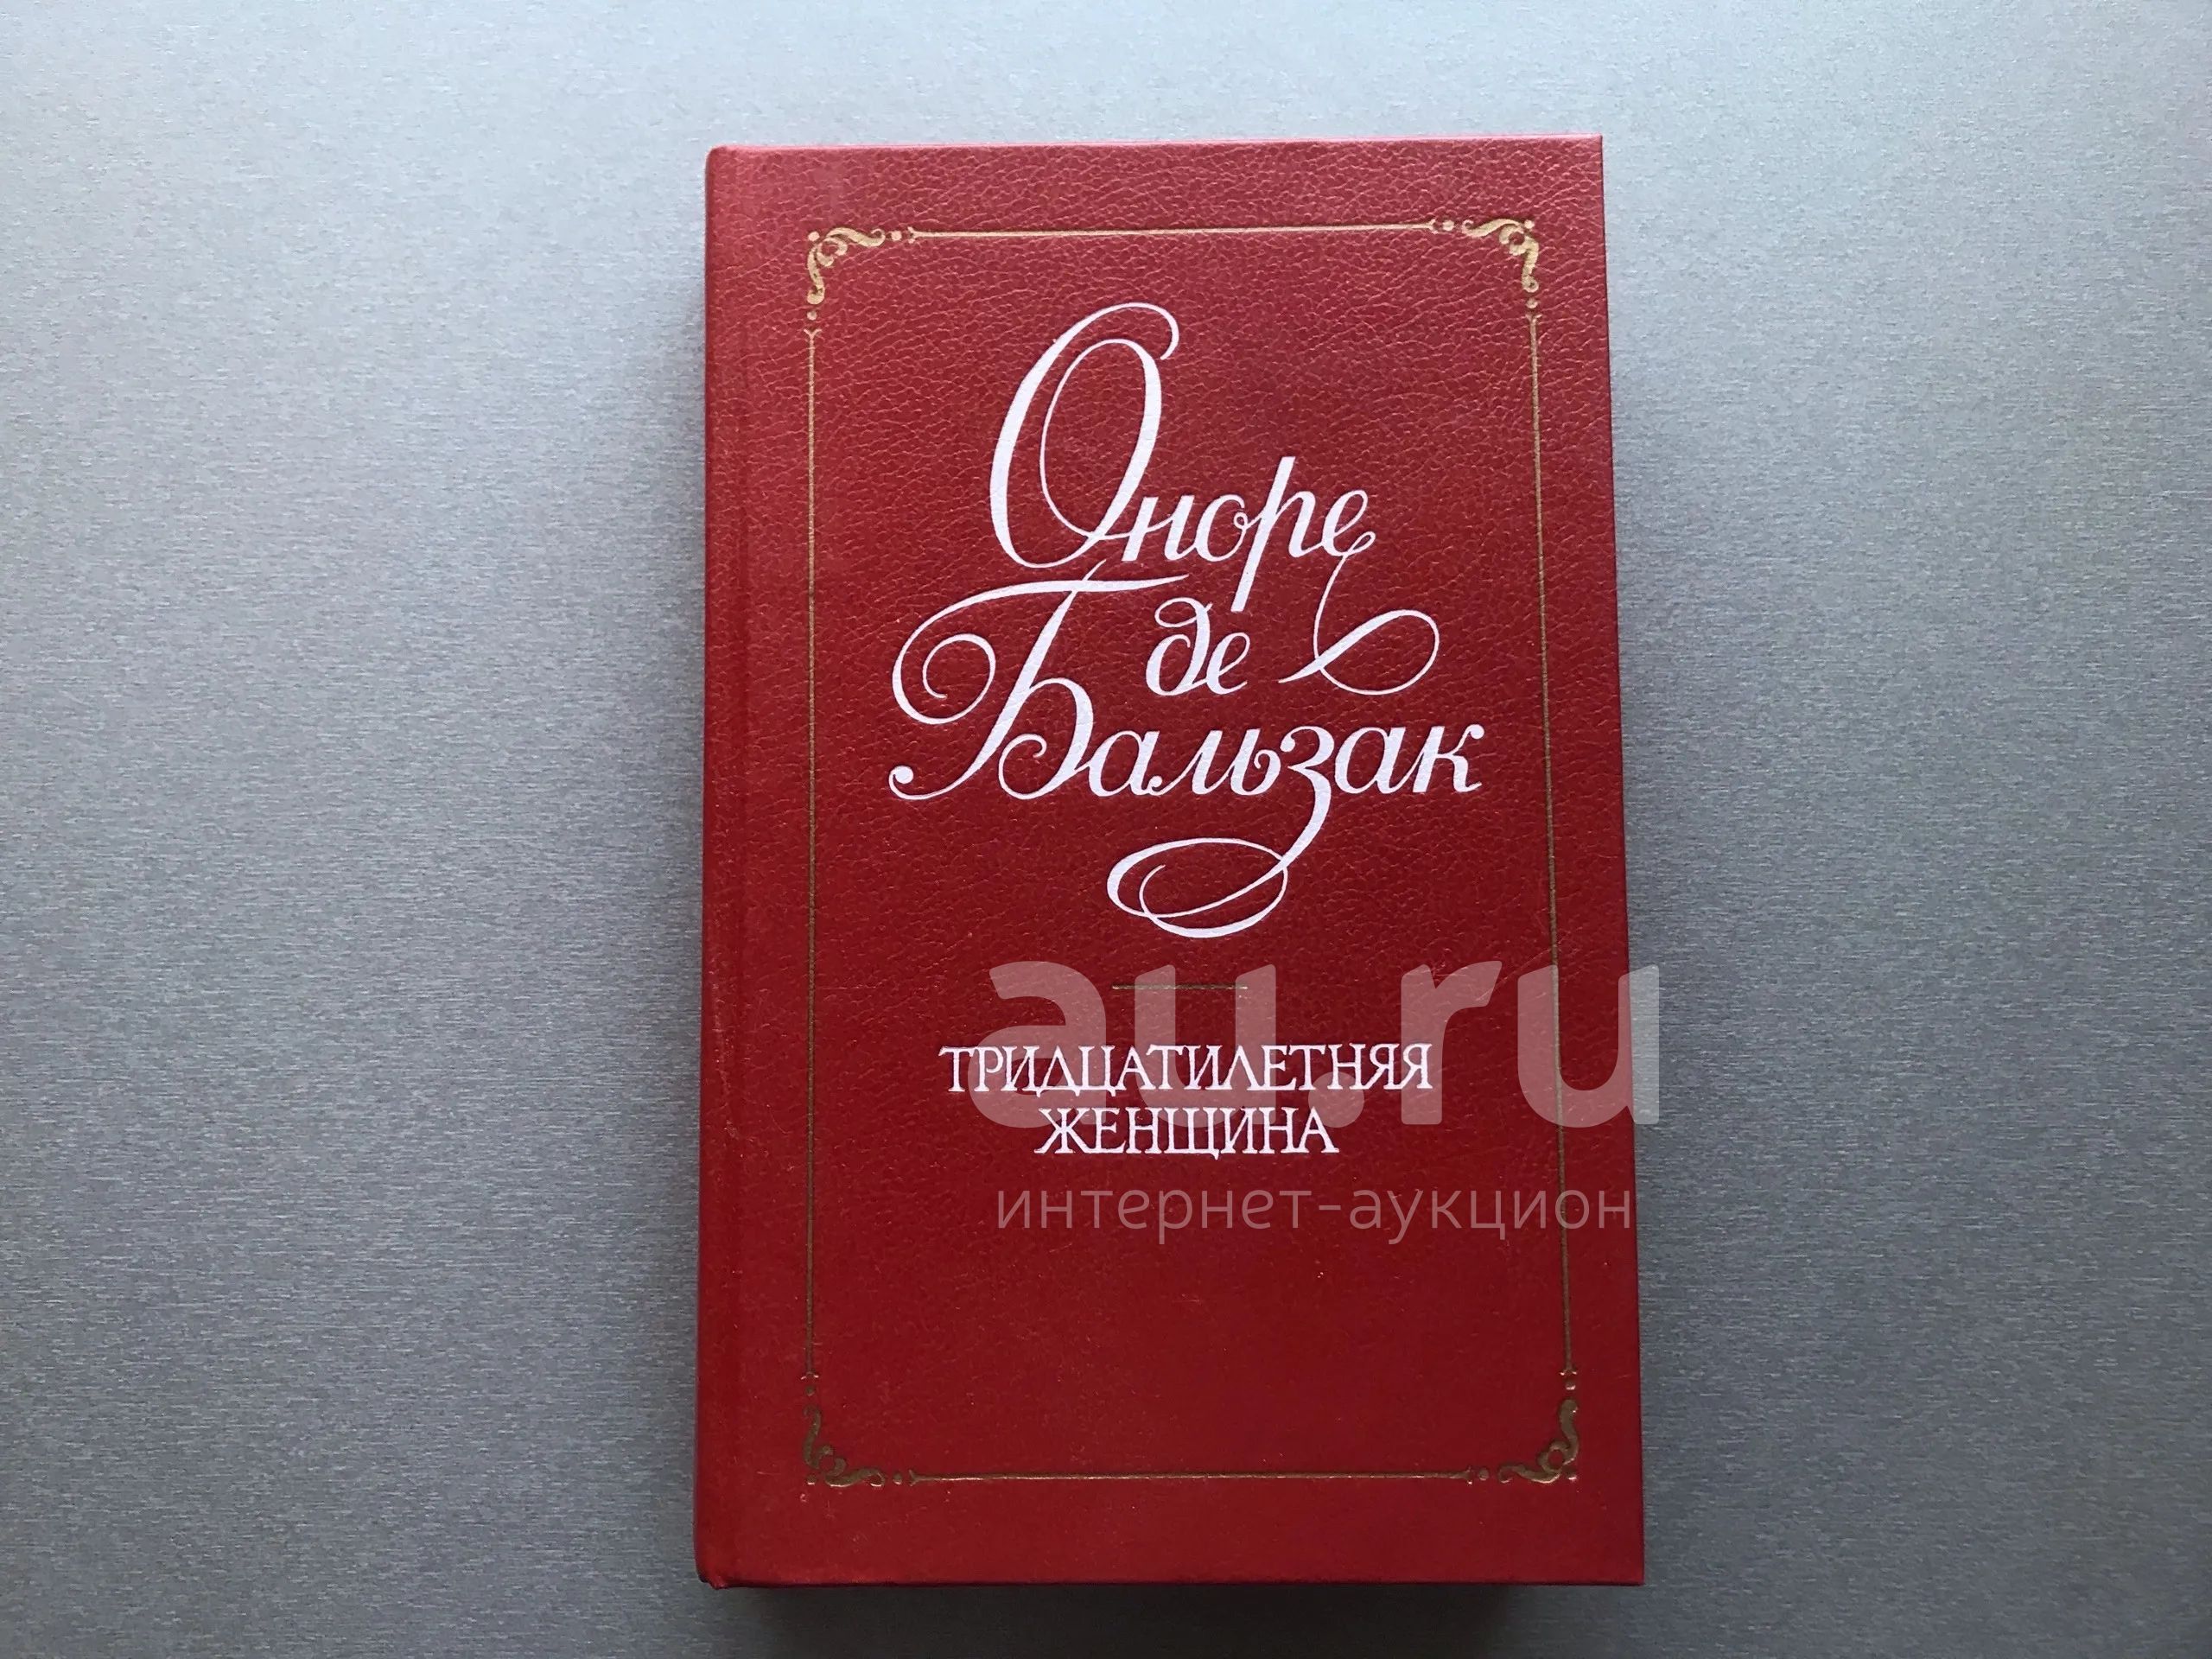 Оноре
де
Бальзак
au.ru
ТРИДЦАТИЛЕТНЯЯ
ЖЕНЩИНА
интернет-аукцион